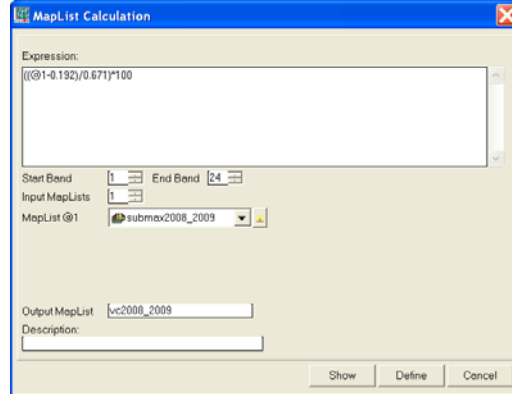 MapList Calculation
Expression:
((@1-0.192)/0.671)*100
Start Band 1 End Band 24
Input MapLists 1
MapList @1 submax2008_2009
Output MapList vc2008_2009
Description:
Show Define Cancel